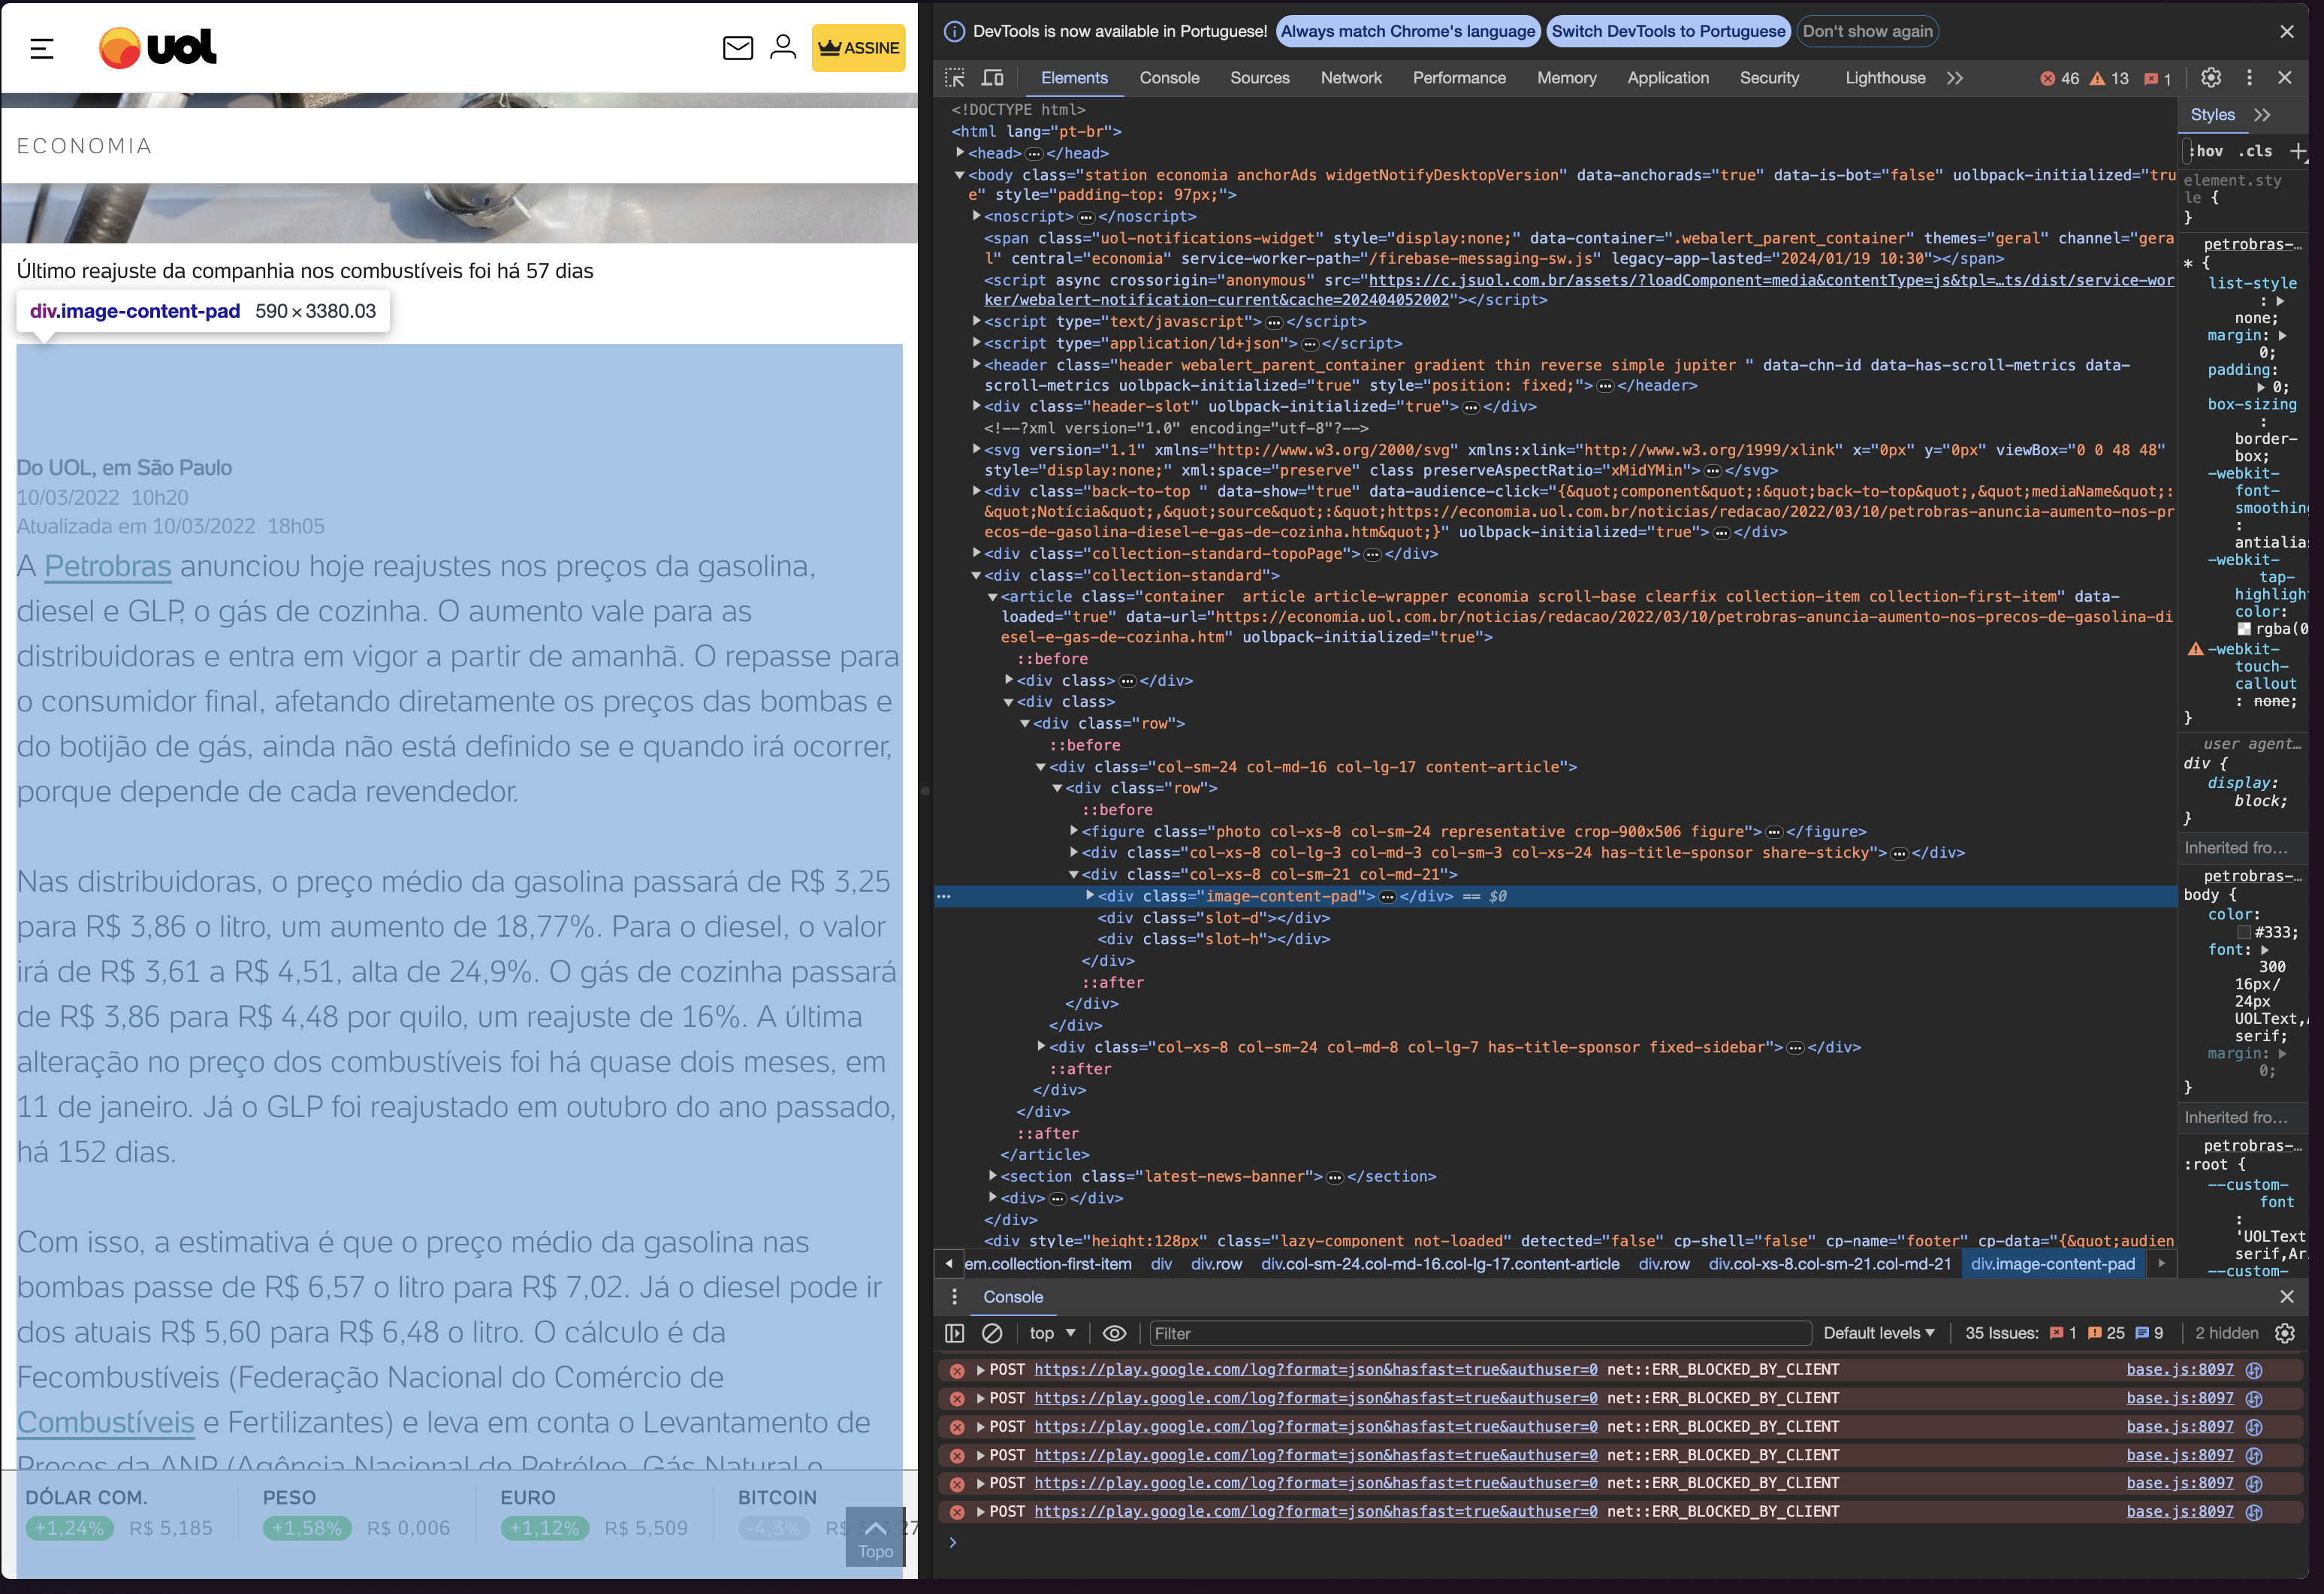 uol
ASSINE
ECONOMIA
Último reajuste da companhia nos combustíveis foi há 57 dias
div.image-content-pad 590 × 3380.03
Do UOL, em São Paulo
10/03/2022 10h20
Atualizada em 10/03/2022 18h05
A Petrobras anunciou hoje reajustes nos preços da gasolina,
diesel e GLP, o gás de cozinha. O aumento vale para as
distribuidoras e entra em vigor a partir de amanhã. O repasse para
o consumidor final, afetando diretamente os preços das bombas e
do botijão de gás, ainda não está definido se e quando irá ocorrer,
porque depende de cada revendedor.
Nas distribuidoras, o preço médio da gasolina passará de R$ 3,25
para R$ 3,86 o litro, um aumento de 18,77%. Para o diesel, o valor
irá de R$ 3,61 a R$ 4,51, alta de 24,9%. O gás de cozinha passará
de R$ 3,86 para R$ 4,48 por quilo, um reajuste de 16%. A última
alteração no preço dos combustíveis foi há quase dois meses, em
11 de janeiro. Já o GLP foi reajustado em outubro do ano passado,
há 152 dias.
Com isso, a estimativa é que o preço médio da gasolina nas
bombas passe de R$ 6,57 o litro para R$ 7,02. Já o diesel pode ir
dos atuais R$ 5,60 para R$ 6,48 o litro. O cálculo é da
Fecombustíveis (Federação Nacional do Comércio de
Combustíveis e Fertilizantes) e leva em conta o Levantamento de
Preços da ANP (Agência Nacional do Petróleo, Gás Natural e
DÓLAR COM. PESO EURO BITCOIN
+1,24% R$ 5,185 +1,58% R$ 0,006 +1,12% R$ 5,509 -4,3% R$
Topo
DevTools is now available in Portuguese! Always match Chrome's language Switch DevTools to Portuguese Don't show again
Elements Console Sources Network Performance Memory Application Security Lighthouse 46 13 1
<!DOCTYPE html>
<html lang="pt-br">
<head>…</head>
<body class="station economia anchorAds widgetNotifyDesktopVersion" data-anchorads="true" data-is-bot="false" uolbpack-initialized="tru
e" style="padding-top: 97px;">
<noscript>…</noscript>
<span class="uol-notifications-widget" style="display:none;" data-container=".webalert_parent_container" themes="geral" channel="gera
l" central="economia" service-worker-path="/firebase-messaging-sw.js" legacy-app-lasted="2024/01/19 10:30"></span>
<script async crossorigin="anonymous" src="https://c.jsuol.com.br/assets/?loadComponent=media&contentType=js&tpl=…ts/dist/service-wor
ker/webalert-notification-current&cache=202404052002"></script>
<script type="text/javascript">…</script>
<script type="application/ld+json">…</script>
<header class="header webalert_parent_container gradient thin reverse simple jupiter " data-chn-id data-has-scroll-metrics data-
scroll-metrics uolbpack-initialized="true" style="position: fixed;">…</header>
<div class="header-slot" uolbpack-initialized="true">…</div>
<!--?xml version="1.0" encoding="utf-8"?-->
<svg version="1.1" xmlns="http://www.w3.org/2000/svg" xmlns:xlink="http://www.w3.org/1999/xlink" x="0px" y="0px" viewBox="0 0 48 48"
style="display:none;" xml:space="preserve" class preserveAspectRatio="xMidYMin">…</svg>
<div class="back-to-top " data-show="true" data-audience-click="{&quot;component&quot;:&quot;back-to-top&quot;,&quot;mediaName&quot;:
&quot;Notícia&quot;,&quot;source&quot;:&quot;https://economia.uol.com.br/noticias/redacao/2022/03/10/petrobras-anuncia-aumento-nos-pr
ecos-de-gasolina-diesel-e-gas-de-cozinha.htm&quot;}" uolbpack-initialized="true">…</div>
<div class="collection-standard-topoPage">…</div>
<div class="collection-standard">
<article class="container  article article-wrapper economia scroll-base clearfix collection-item collection-first-item" data-
loaded="true" data-url="https://economia.uol.com.br/noticias/redacao/2022/03/10/petrobras-anuncia-aumento-nos-precos-de-gasolina-di
esel-e-gas-de-cozinha.htm" uolbpack-initialized="true">
::before
<div class>…</div>
<div class>
<div class="row">
::before
<div class="col-sm-24 col-md-16 col-lg-17 content-article">
<div class="row">
::before
<figure class="photo col-xs-8 col-sm-24 representative crop-900x506 figure">…</figure>
<div class="col-xs-8 col-lg-3 col-md-3 col-sm-3 col-xs-24 has-title-sponsor share-sticky">…</div>
<div class="col-xs-8 col-sm-21 col-md-21">
<div class="image-content-pad">…</div> == $0
<div class="slot-d"></div>
<div class="slot-h"></div>
</div>
::after
</div>
</div>
<div class="col-xs-8 col-sm-24 col-md-8 col-lg-7 has-title-sponsor fixed-sidebar">…</div>
::after
</div>
</div>
::after
</article>
<section class="latest-news-banner">…</section>
<div>…</div>
</div>
<div style="height:128px" class="lazy-component not-loaded" detected="false" cp-shell="false" cp-name="footer" cp-data="{&quot;audien
em.collection-first-item div div.row div.col-sm-24.col-md-16.col-lg-17.content-article div.row div.col-xs-8.col-sm-21.col-md-21 div.image-content-pad
Styles
:hov .cls
element.sty
le {
}
petrobras-…
* {
list-style
:
none;
margin:
0;
padding:
0;
box-sizing
:
border-
box;
-webkit-
font-
smoothing
:
antialia
-webkit-
tap-
highlight
color:
rgba(0
-webkit-
touch-
callout
: none;
}
user agent…
div {
display:
block;
}
Inherited fro…
petrobras-…
body {
color:
#333;
font:
300
16px/
24px
UOLText,
serif;
margin:
0;
}
Inherited fro…
petrobras-…
:root {
--custom-
font
:
'UOLText
serif,Ar
--custom-
Console
top Filter Default levels 35 Issues: 1 25 9 2 hidden
POST https://play.google.com/log?format=json&hasfast=true&authuser=0 net::ERR_BLOCKED_BY_CLIENT base.js:8097
POST https://play.google.com/log?format=json&hasfast=true&authuser=0 net::ERR_BLOCKED_BY_CLIENT base.js:8097
POST https://play.google.com/log?format=json&hasfast=true&authuser=0 net::ERR_BLOCKED_BY_CLIENT base.js:8097
POST https://play.google.com/log?format=json&hasfast=true&authuser=0 net::ERR_BLOCKED_BY_CLIENT base.js:8097
POST https://play.google.com/log?format=json&hasfast=true&authuser=0 net::ERR_BLOCKED_BY_CLIENT base.js:8097
POST https://play.google.com/log?format=json&hasfast=true&authuser=0 net::ERR_BLOCKED_BY_CLIENT base.js:8097